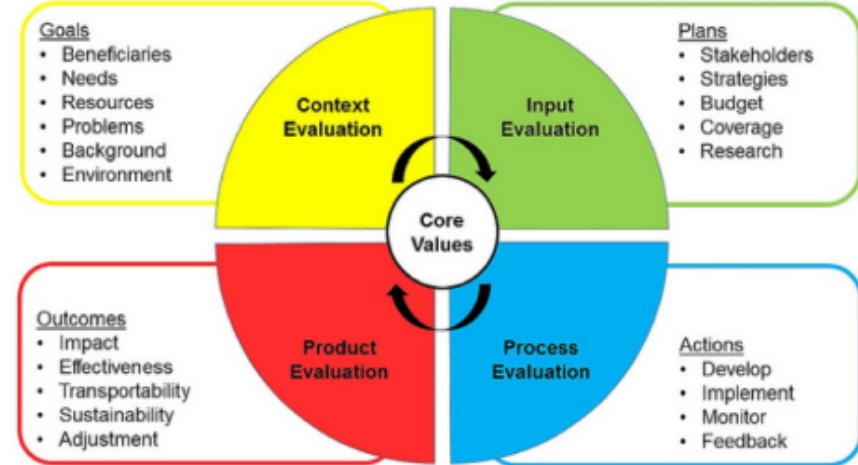 Goals
• Beneficiaries
• Needs
• Resources
• Problems
• Background
• Environment
Context
Evaluation
Input
Evaluation
Plans
• Stakeholders
• Strategies
• Budget
• Coverage
• Research
Core
Values
Outcomes
• Impact
• Effectiveness
• Transportability
• Sustainability
• Adjustment
Product
Evaluation
Process
Evaluation
Actions
• Develop
• Implement
• Monitor
• Feedback